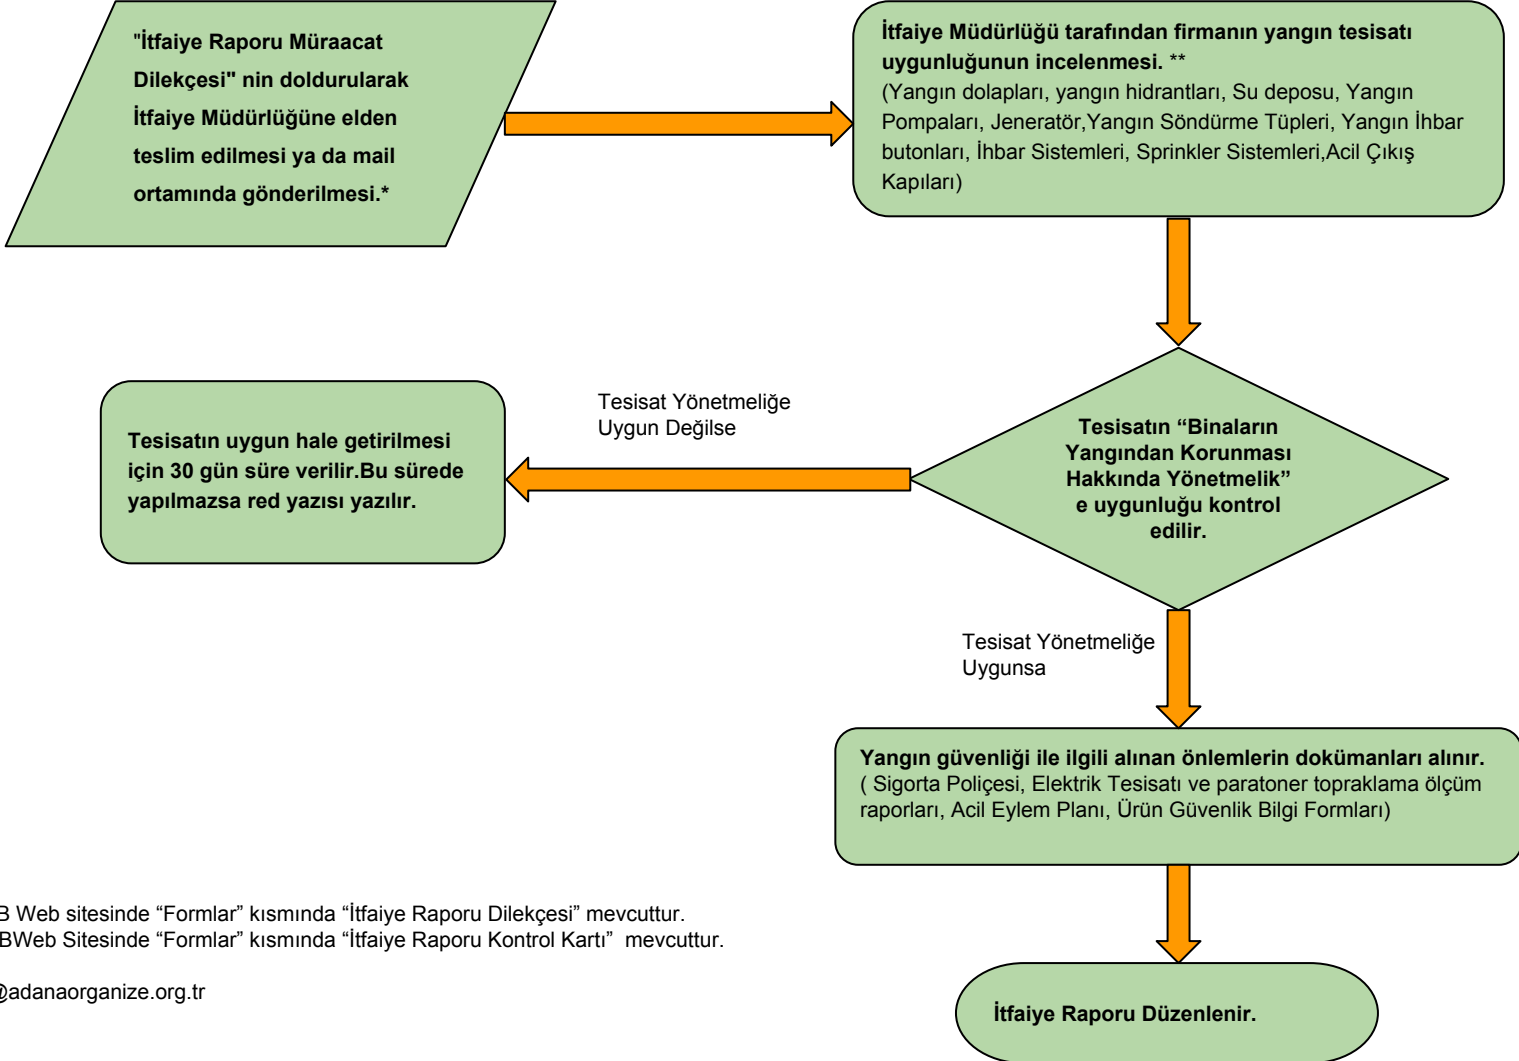 "İtfaiye Raporu Müraacat
Dilekçesi" nin doldurularak
İtfaiye Müdürlüğüne elden
teslim edilmesi ya da mail
ortamında gönderilmesi.*
İtfaiye Müdürlüğü tarafından firmanın yangın tesisatı
uygunluğunun incelenmesi. **
(Yangın dolapları, yangın hidrantları, Su deposu, Yangın
Pompaları, Jeneratör,Yangın Söndürme Tüpleri, Yangın İhbar
butonları, İhbar Sistemleri, Sprinkler Sistemleri,Acil Çıkış
Kapıları)
Tesisatın “Binaların
Yangından Korunması
Hakkında Yönetmelik”
e uygunluğu kontrol
edilir.
Tesisat Yönetmeliğe
Uygun Değilse
Tesisatın uygun hale getirilmesi
için 30 gün süre verilir.Bu sürede
yapılmazsa red yazısı yazılır.
Tesisat Yönetmeliğe
Uygunsa
Yangın güvenliği ile ilgili alınan önlemlerin dokümanları alınır.
( Sigorta Poliçesi, Elektrik Tesisatı ve paratoner topraklama ölçüm
raporları, Acil Eylem Planı, Ürün Güvenlik Bilgi Formları)
İtfaiye Raporu Düzenlenir.
B Web sitesinde “Formlar” kısmında “İtfaiye Raporu Dilekçesi” mevcuttur.
BWeb Sitesinde “Formlar” kısmında “İtfaiye Raporu Kontrol Kartı” mevcuttur.
@adanaorganize.org.tr